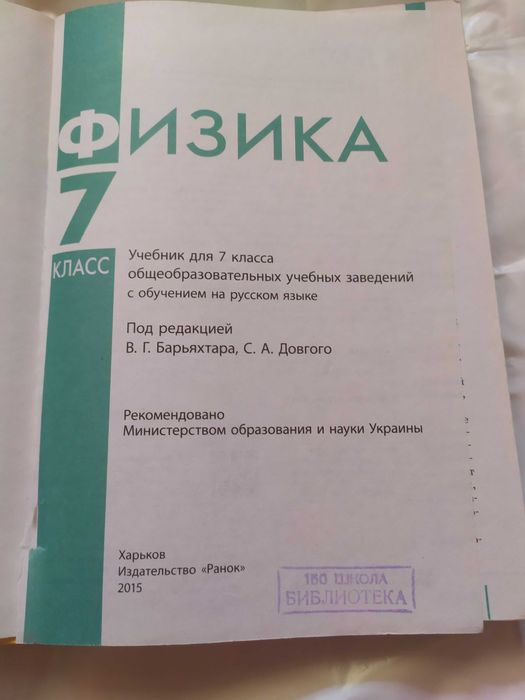 ФИЗИКА
7
КЛАСС
Учебник для 7 класса
общеобразовательных учебных заведений
с обучением на русском языке
Под редакцией
В. Г. Барьяхтара, С. А. Довгого
Рекомендовано
Министерством образования и науки Украины
Харьков
Издательство «Ранок»
2015
150 ШКОЛА
БИБЛИОТЕКА